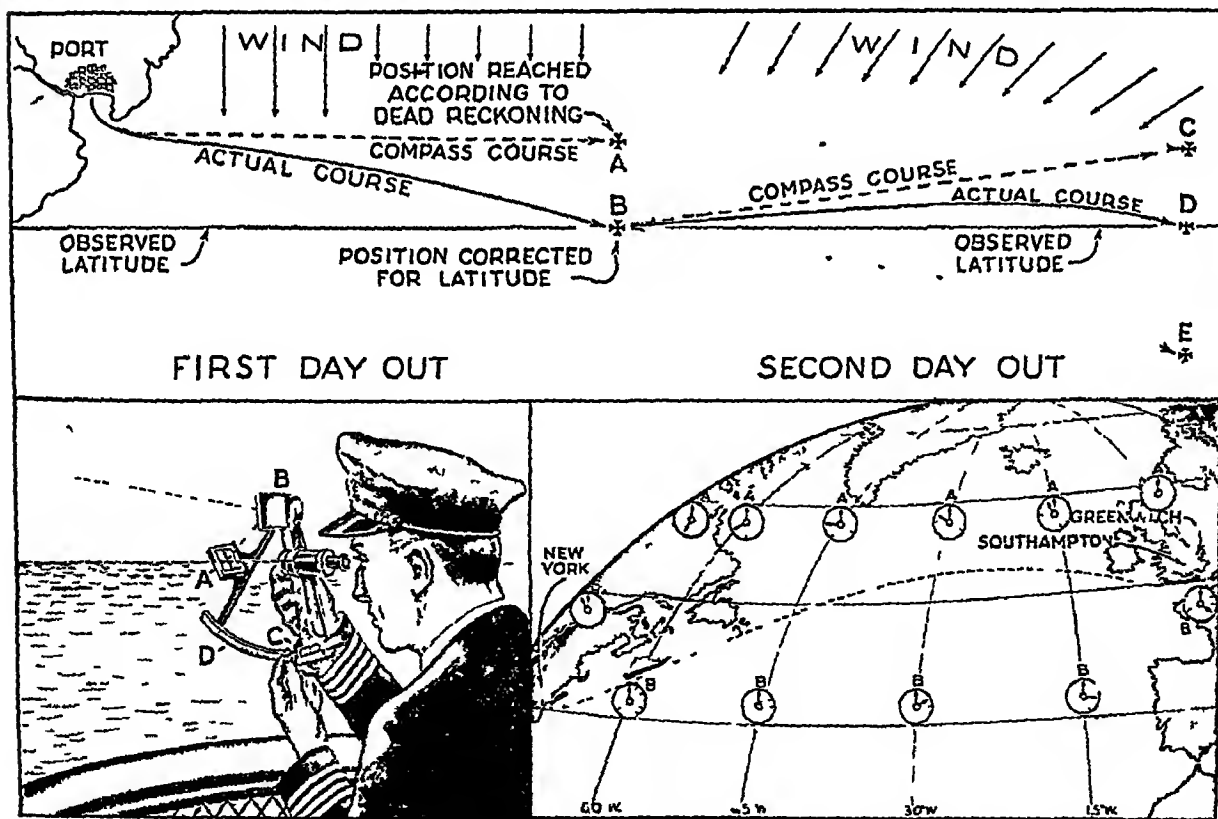 PORT
WIND
POSITION REACHED
ACCORDING TO
DEAD RECKONING
A
COMPASS COURSE
ACTUAL COURSE
B
OBSERVED
LATITUDE
POSITION CORRECTED
FOR LATITUDE
FIRST DAY OUT
WIND
C
COMPASS COURSE
ACTUAL COURSE
D
OBSERVED
LATITUDE
E
SECOND DAY OUT
B
A
C
D
A
A
A
A
GREENWICH
SOUTHAMPTON
NEW
YORK
B
B
B
B
B
30 W
15 W